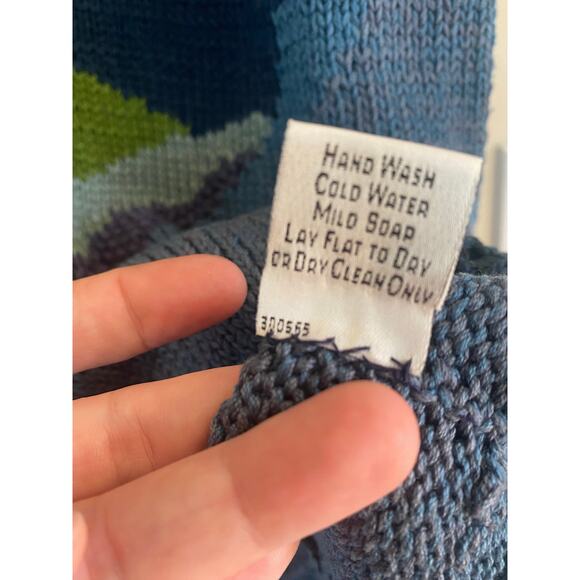 HAND WASH
COLD WATER
MILD SOAP
LAY FLAT TO DRY
OR DRY CLEAN ONLY
300565